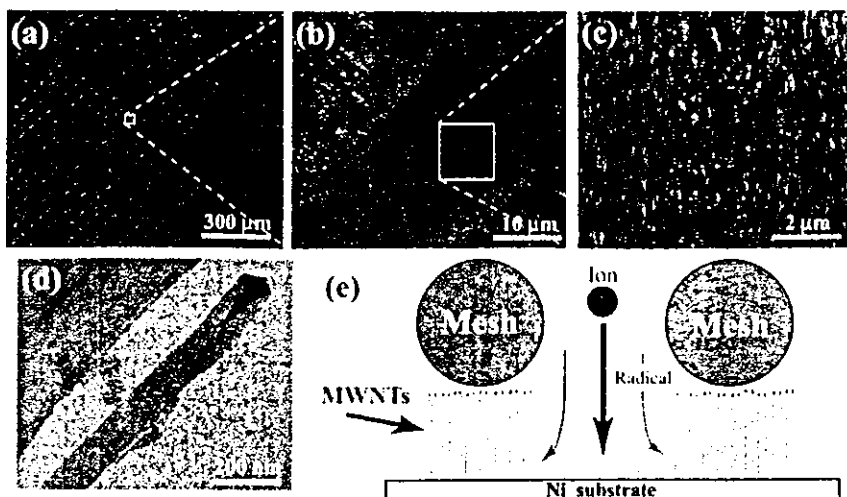 (a)
300 μm
(b)
10 μm
(c)
2 μm
(d)
200 nm
(e)
Ion
Mesh
Mesh
Radical
MWNTs
Ni substrate